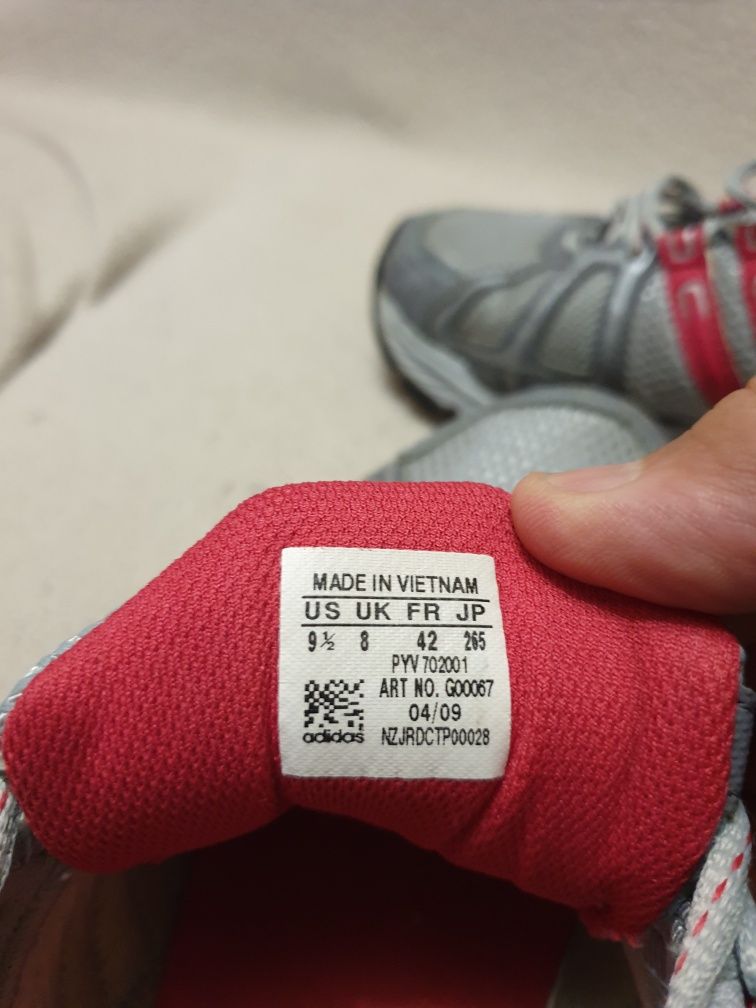 MADE IN VIETNAM
US UK FR JP
9½ 8 42 265
PYV 702001
ART NO. G00067
04/09
adidas NZJRDCTP00028